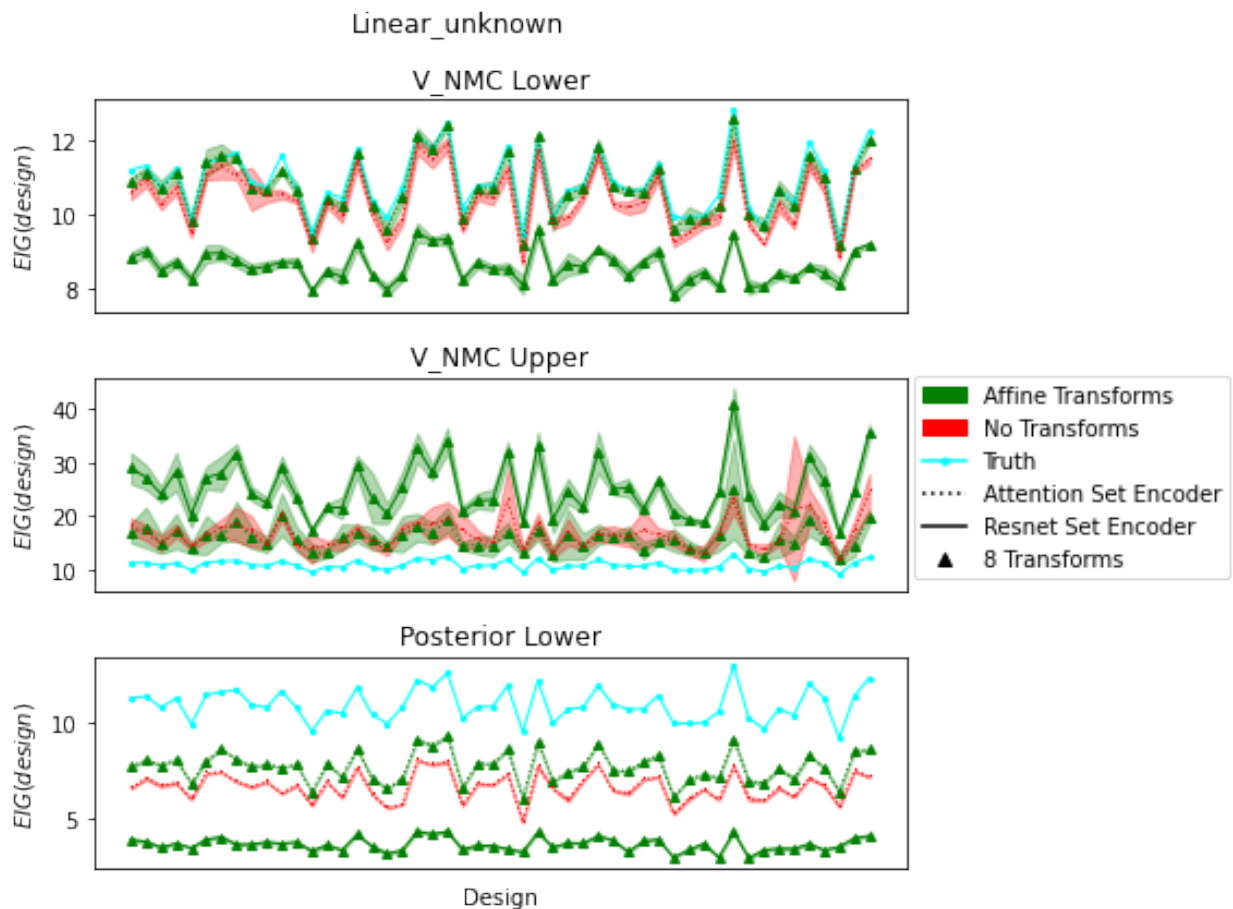 Linear_unknown
V_NMC Lower
12
10
8
EIG(design)
V_NMC Upper
40
30
20
10
EIG(design)
Affine Transforms
No Transforms
Truth
Attention Set Encoder
Resnet Set Encoder
8 Transforms
Posterior Lower
10
5
EIG(design)
Design